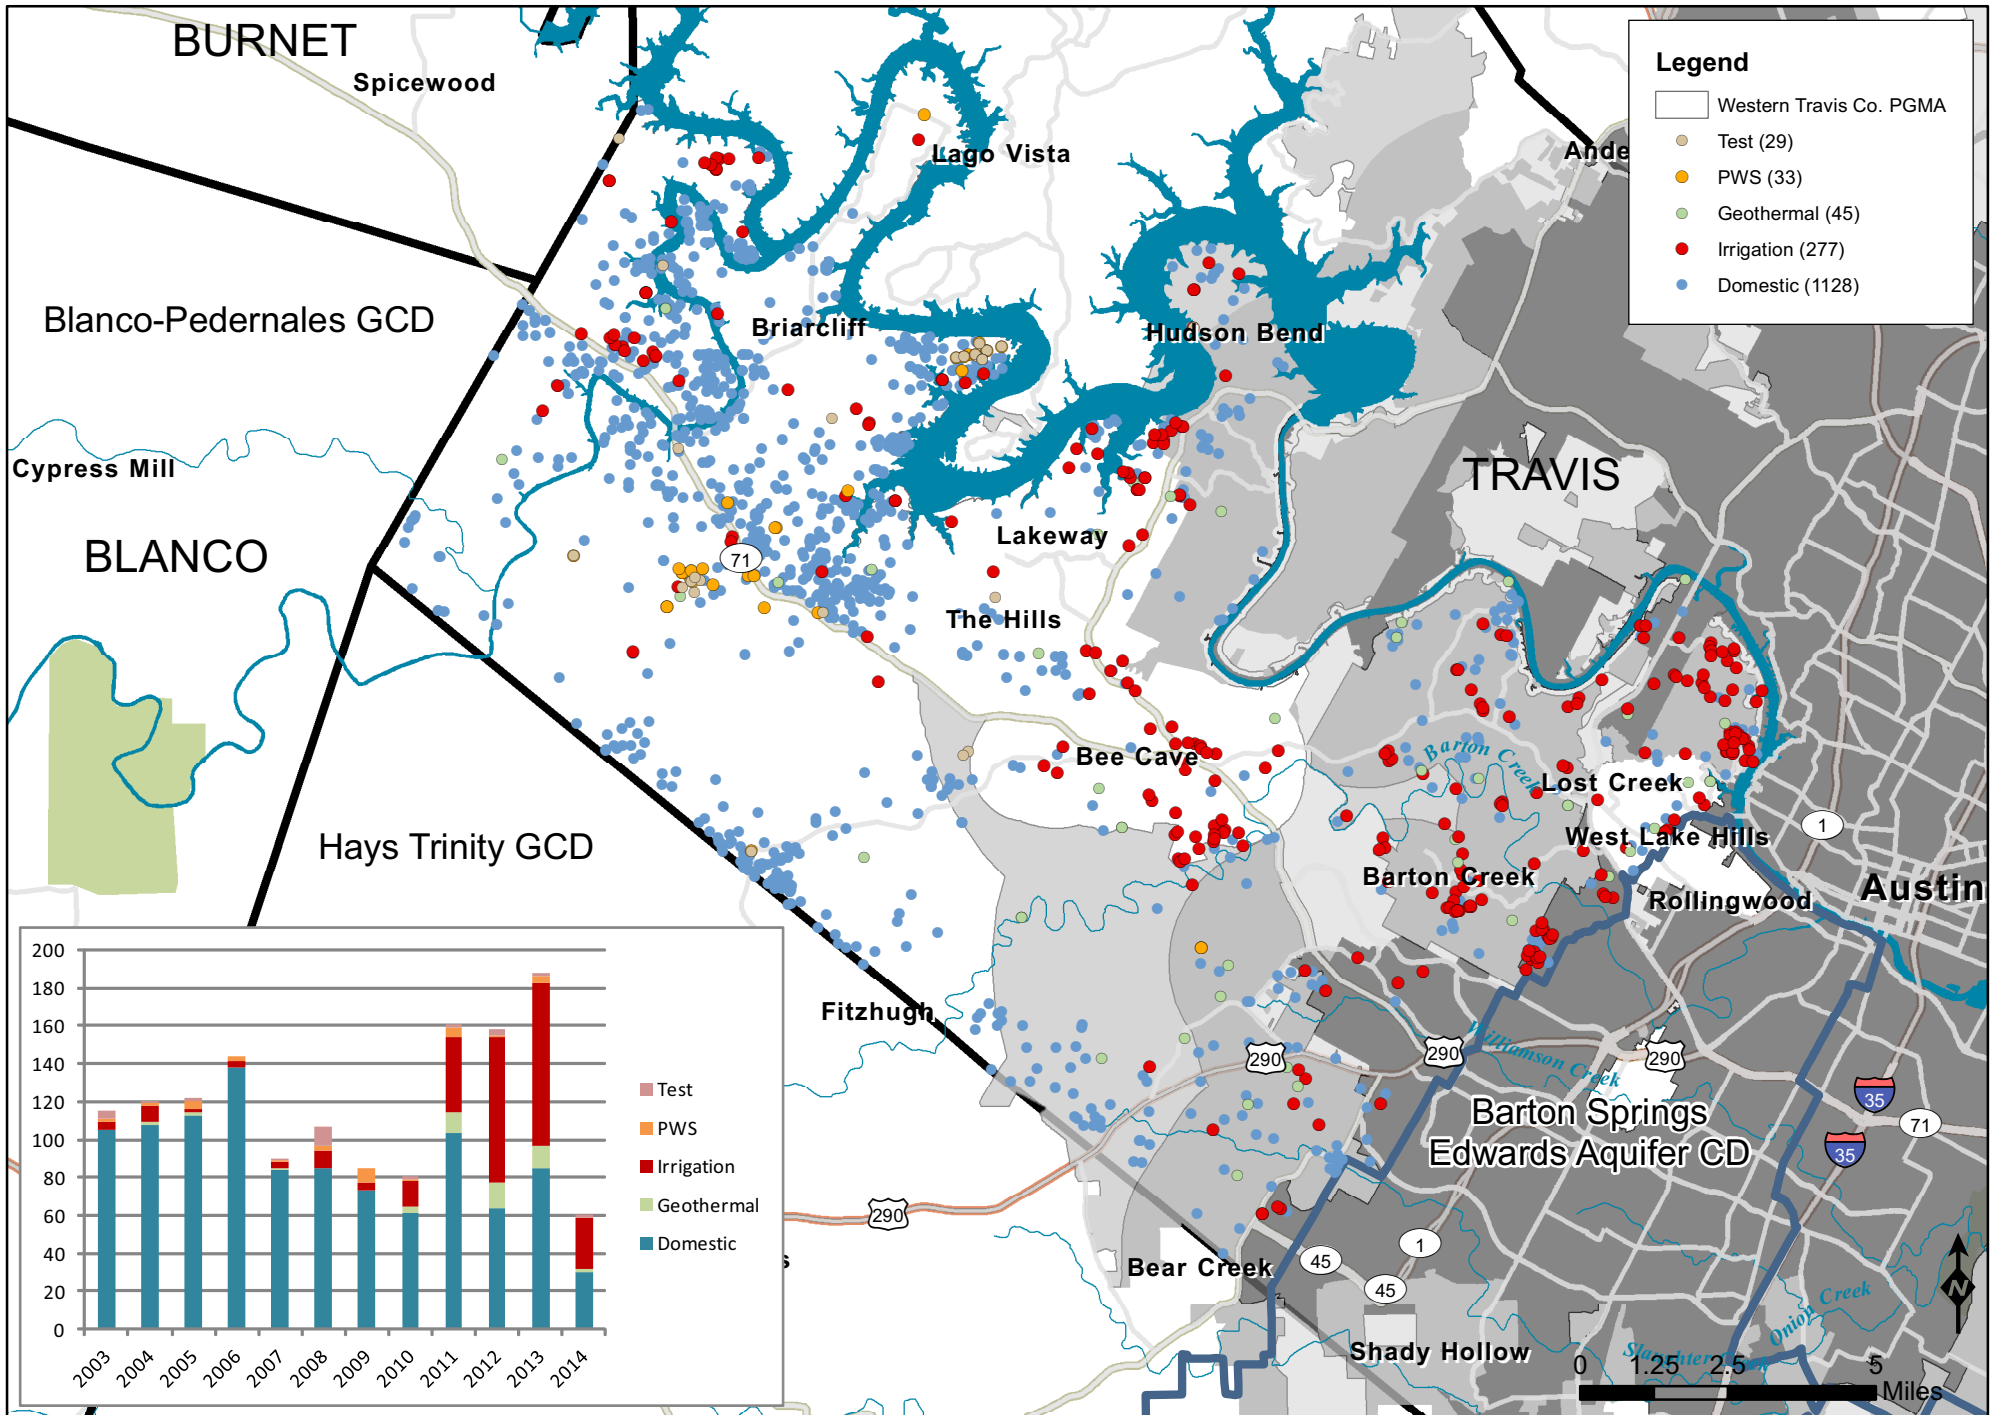 BURNET
Spicewood
Lago Vista
Ande
Legend
Western Travis Co. PGMA
Test (29)
PWS (33)
Geothermal (45)
Irrigation (277)
Domestic (1128)
Blanco-Pedernales GCD
Briarcliff
Hudson Bend
Cypress Mill
TRAVIS
BLANCO
Lakeway
71
The Hills
Bee Cave
Barton Creek
Lost Creek
West Lake Hills
1
Hays Trinity GCD
Barton Creek
Rollingwood
Austin
Fitzhugh
290
290
290
Williamson Creek
35
71
35
Barton Springs
Edwards Aquifer CD
290
s
Bear Creek
45
1
45
Onion Creek
N
Shady Hollow
Slaughter Creek
0 1.25 2.5 5
Miles
200
180
160
140
120
100
80
60
40
20
0
2003 2004 2005 2006 2007 2008 2009 2010 2011 2012 2013 2014
Test
PWS
Irrigation
Geothermal
Domestic